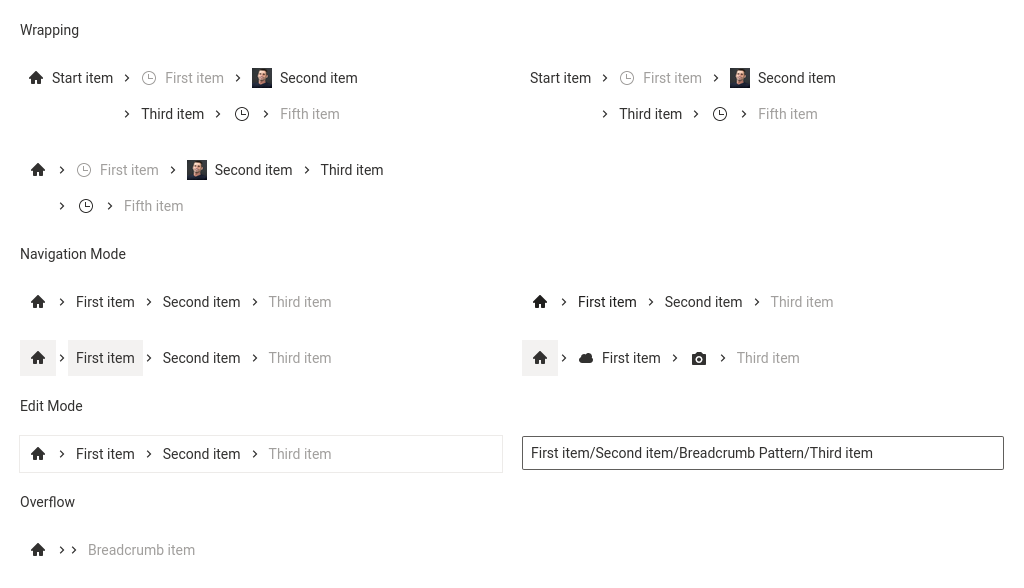 Wrapping
Start item First item Second item
Third item Fifth item
Start item First item Second item
Third item Fifth item
First item Second item Third item
Fifth item
Navigation Mode
First item Second item Third item
First item Second item Third item
First item Second item Third item
First item Third item
Edit Mode
First item Second item Third item
First item/Second item/Breadcrumb Pattern/Third item
Overflow
Breadcrumb item